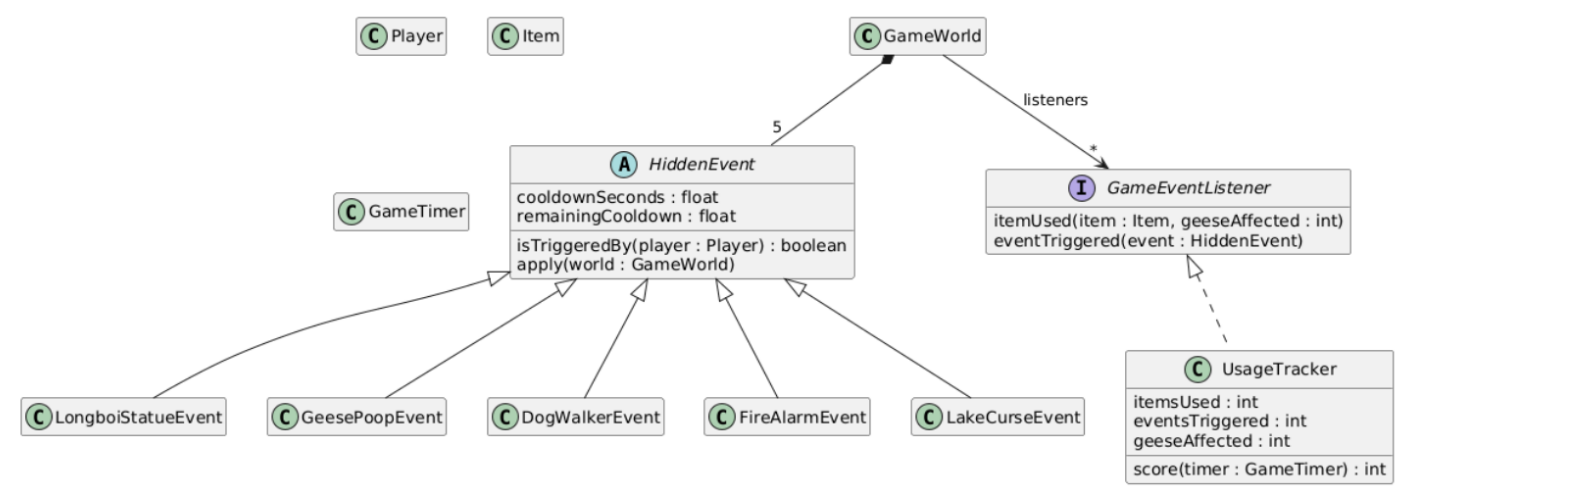 C Player
C Item
C GameWorld
listeners
5
*
A HiddenEvent
cooldownSeconds : float
remainingCooldown : float
isTriggeredBy(player : Player) : boolean
apply(world : GameWorld)
I GameEventListener
itemUsed(item : Item, geeseAffected : int)
eventTriggered(event : HiddenEvent)
C GameTimer
C LongboiStatueEvent
C GeesePoopEvent
C DogWalkerEvent
C FireAlarmEvent
C LakeCurseEvent
C UsageTracker
itemsUsed : int
eventsTriggered : int
geeseAffected : int
score(timer : GameTimer) : int